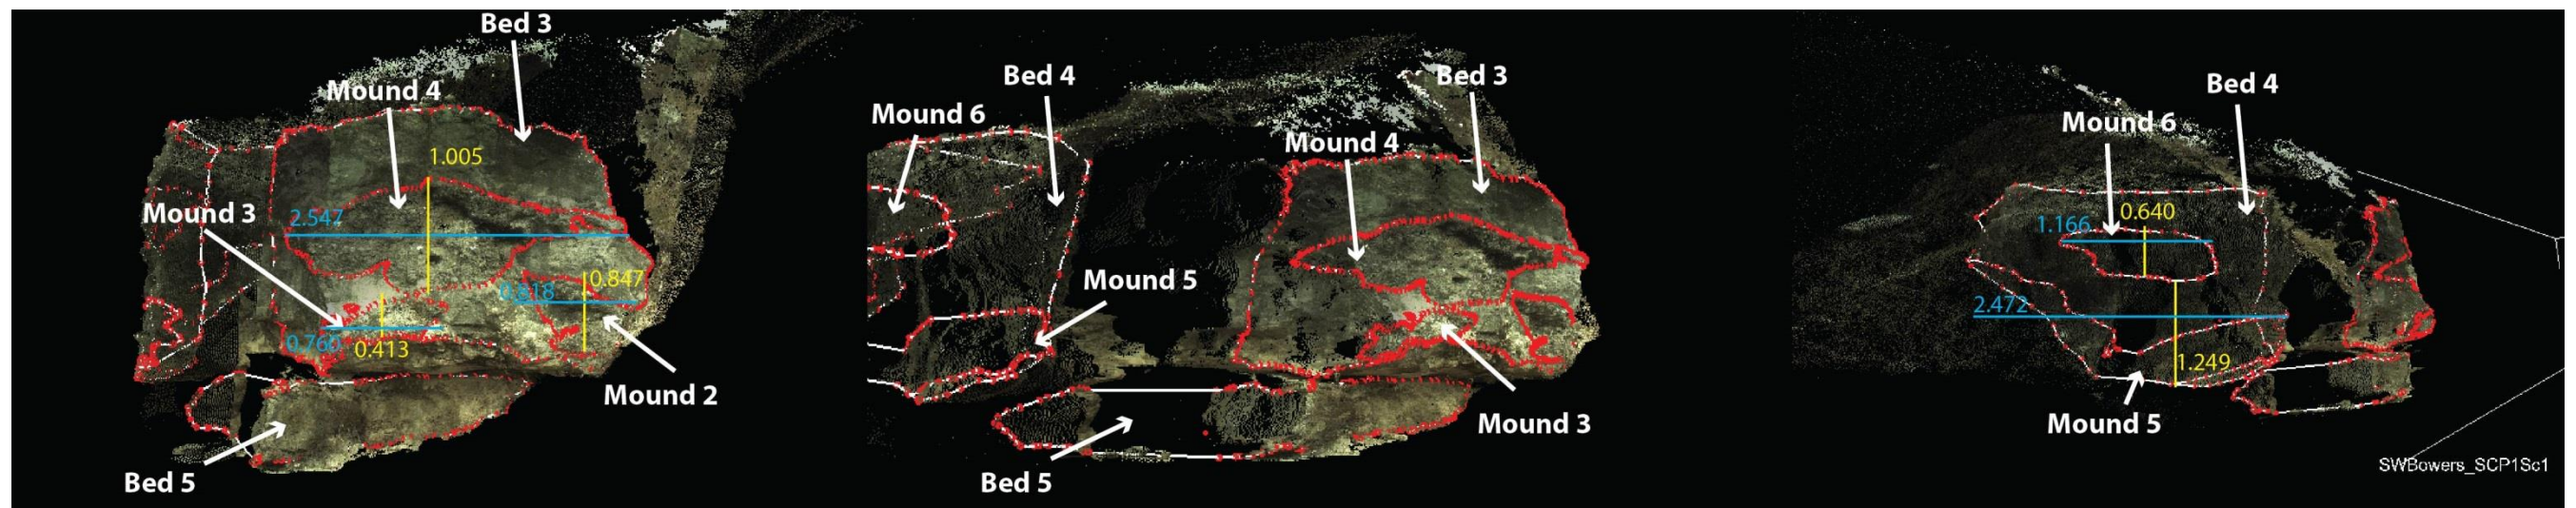 Bed 3
Mound 4
1.005
Mound 3
2.547
0.847
0.818
0.760
0.413
Mound 2
Bed 5
Bed 4
Bed 3
Mound 6
Mound 4
Mound 5
Mound 3
Bed 5
Bed 4
Mound 6
0.640
1.166
2.472
1.249
Mound 5
SWBowers_SCP1Sc1